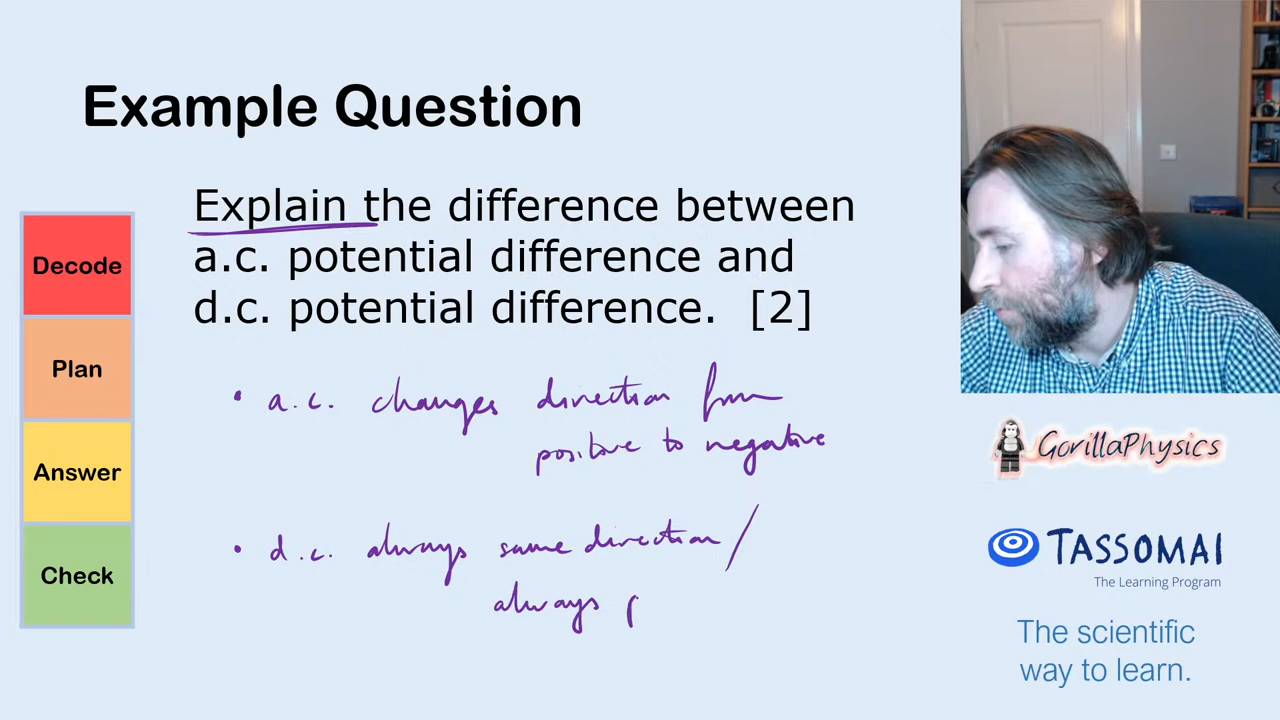 Example Question
Explain the difference between
a.c. potential difference and
d.c. potential difference. [2]
Decode
Plan
Answer
Check
• a.c. changes direction from
positive to negative
• d.c. always same direction/
always
GorillaPhysics
TASSOMAI
The Learning Program
The scientific
way to learn.